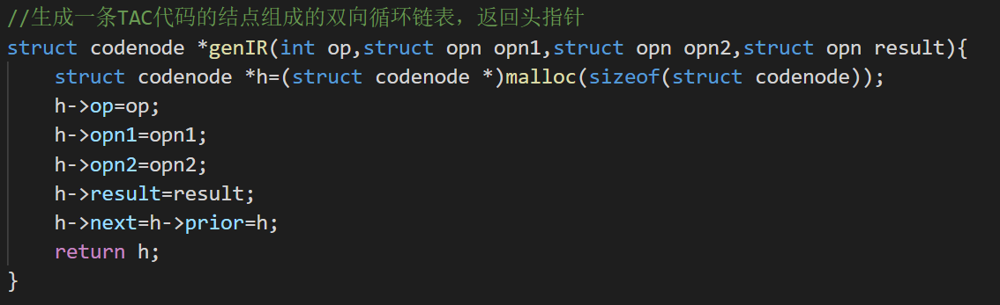 //生成一条TAC代码的结点组成的双向循环链表，返回头指针
struct codenode *genIR(int op,struct opn opn1,struct opn opn2,struct opn result){
    struct codenode *h=(struct codenode *)malloc(sizeof(struct codenode));
    h->op=op;
    h->opn1=opn1;
    h->opn2=opn2;
    h->result=result;
    h->next=h->prior=h;
    return h;
}